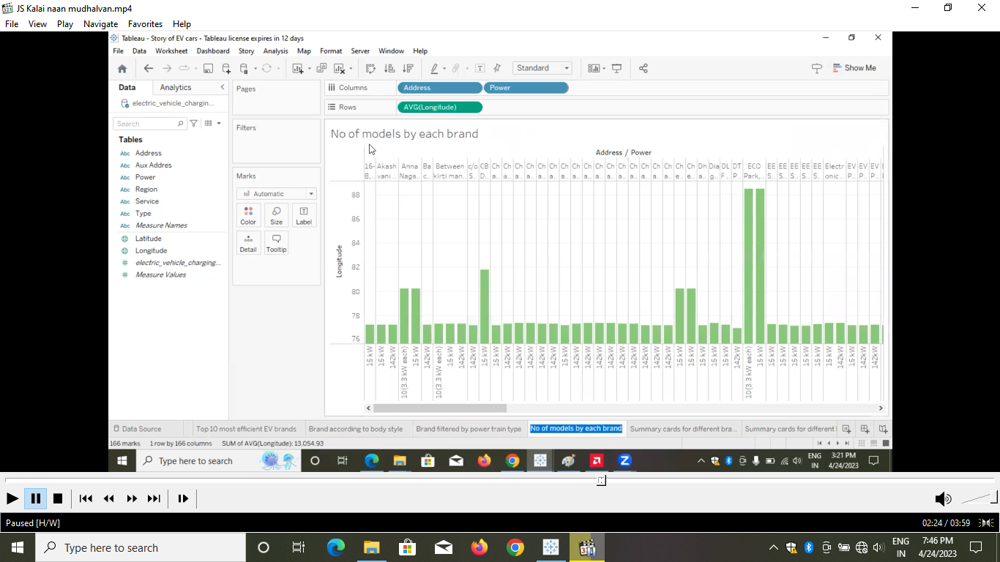 JS Kalai naan mudhalvan.mp4
File View Play Navigate Favorites Help
Tableau - Story of EV cars - Tableau license expires in 12 days
File Data Worksheet Dashboard Story Analysis Map Format Server Window Help
Standard
Show Me
Data Analytics
electric_vehicle_chargin...
Search
Tables
Abc Address
Abc Aux Addres
Abc Power
Abc Region
Abc Service
Abc Type
Abc Measure Names
Latitude
Longitude
electric_vehicle_charging...
Measure Values
Pages
Filters
Marks
Automatic
Color Size Label
Detail Tooltip
Columns Address Power
Rows AVG(Longitude)
No of models by each brand
Address / Power
16- Akash Anna Ba Between c/o CB Ch Ch Ch Ch Ch Ch Ch Ch Ch Ch Ch Ch Ch Ch Ch Ch Ch Dh Dia DL DT ECO EE EE EE EE EE Electr EV EV EV
B,.. vani .. Naga.. c.. kirti man.. S.. D.. a.. a.. a.. a.. a.. a.. a.. a.. a.. a.. a.. a.. a.. a.. a.. e.. e.. a.. g.. F.. P.. Park,.. S.. S.. S.. S.. S.. onic.. P.. P.. P..
88
86
84
82
80
78
76
Longitude
15 kW 15 kW 142kW 10(3.3 kW each) 15 kW 142kW 10(3.3 kW each) 15 kW 142kW 142kW 15 kW 15 kW 142kW 142kW 142kW 142kW 142kW 15 kW 142kW 142kW 142kW 142kW 142kW 142kW 142kW 142kW 142kW 15 kW 15 kW 142kW 15 kW 15 kW 142kW 10(3.3 kW each) 15 kW 15 kW 15 kW 15 kW 15 kW 15 kW 15 kW 142kW 15 kW 142kW 142kW
Data Source Top 10 most efficient EV brands Brand according to body style Brand filtered by power train type No of models by each brand Summary cards for different bra... Summary cards for different
166 marks 1 row by 166 columns SUM of AVG(Longitude): 13,054.93
Type here to search
ENG
IN
3:21 PM
4/24/2023
Paused [H/W]
02:24 / 03:59
Type here to search
ENG
IN
7:46 PM
4/24/2023